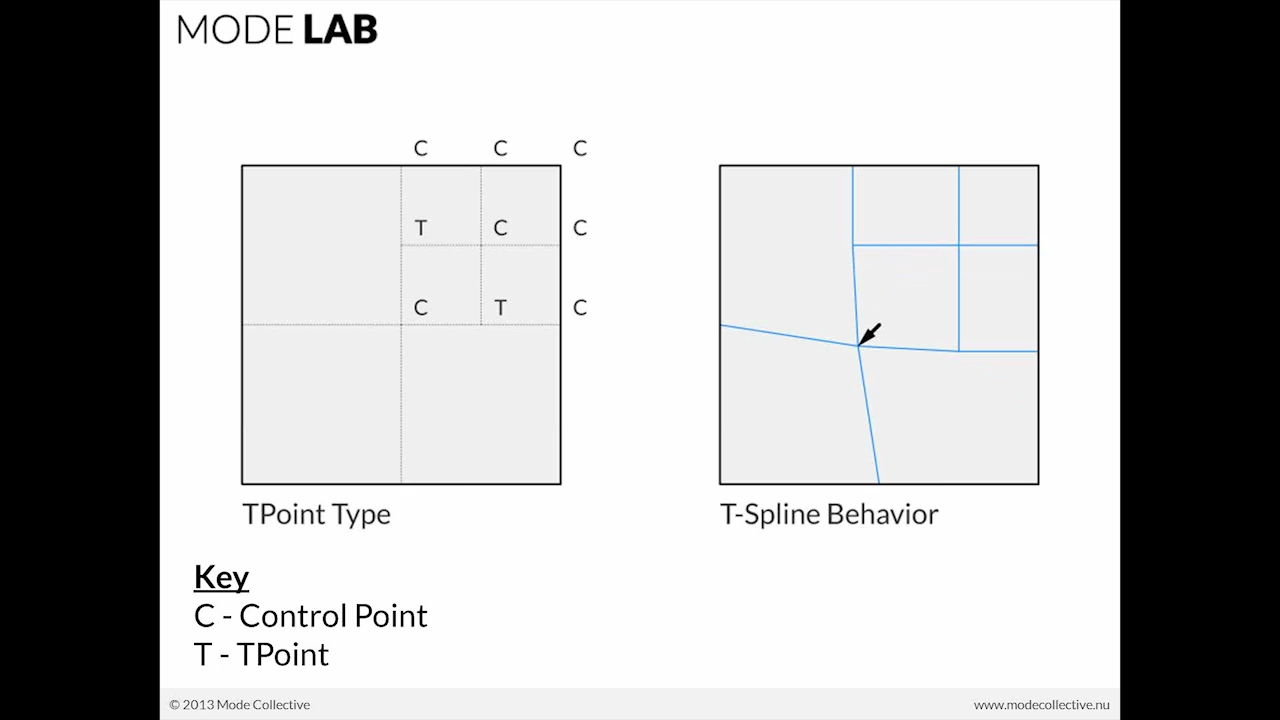 MODE LAB
C C C
T C C
C T C
TPoint Type
T-Spline Behavior
Key
C - Control Point
T - TPoint
© 2013 Mode Collective
www.modecollective.nu